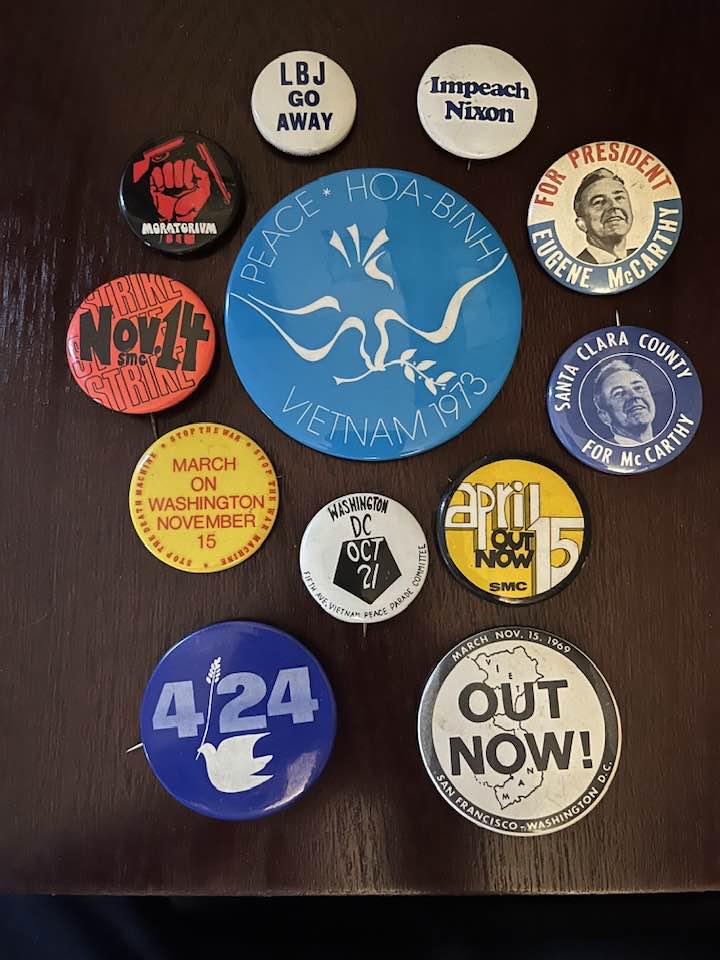 LBJ
GO
AWAY
Impeach
Nixon
MORATORIUM
PEACE * HOA-BINH
VIETNAM 1973
FOR PRESIDENT
EUGENE McCARTHY
STRIKE
Nov. 14
smc
STRIKE
SANTA CLARA COUNTY
FOR McCARTHY
STOP THE WAR * STOP THE WAR MACHINE * STOP THE DEATH MACHINE *
MARCH
ON
WASHINGTON
NOVEMBER
15
WASHINGTON
DC
OCT
21
FIFTH AVE. VIETNAM PEACE PARADE COMMITTEE
april
15
OUT
NOW
SMC
4 24
MARCH NOV. 15. 1969
VIET
OUT
NOW!
NAM
SAN FRANCISCO-WASHINGTON D.C.